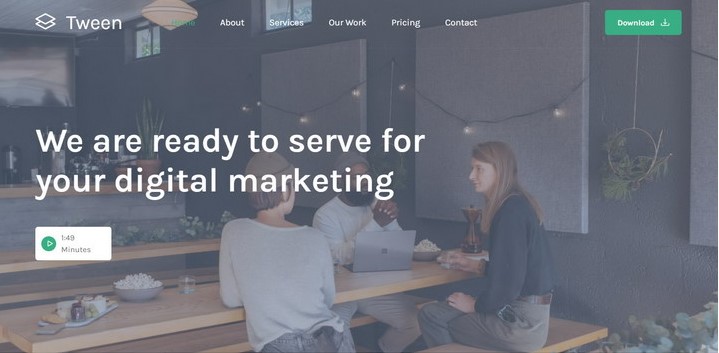 Tween
Home
About
Services
Our Work
Pricing
Contact
Download
We are ready to serve for
your digital marketing
1:49
Minutes